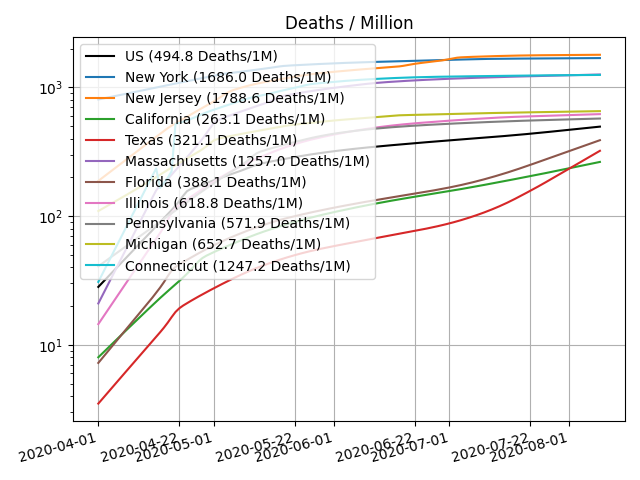 Deaths / Million
US (494.8 Deaths/1M)
New York (1686.0 Deaths/1M)
New Jersey (1788.6 Deaths/1M)
California (263.1 Deaths/1M)
Texas (321.1 Deaths/1M)
Massachusetts (1257.0 Deaths/1M)
Florida (388.1 Deaths/1M)
Illinois (618.8 Deaths/1M)
Pennsylvania (571.9 Deaths/1M)
Michigan (652.7 Deaths/1M)
Connecticut (1247.2 Deaths/1M)
10³
10²
10¹
2020-04-01 2020-04-22 2020-05-01 2020-05-22 2020-06-01 2020-06-22 2020-07-01 2020-07-22 2020-08-01